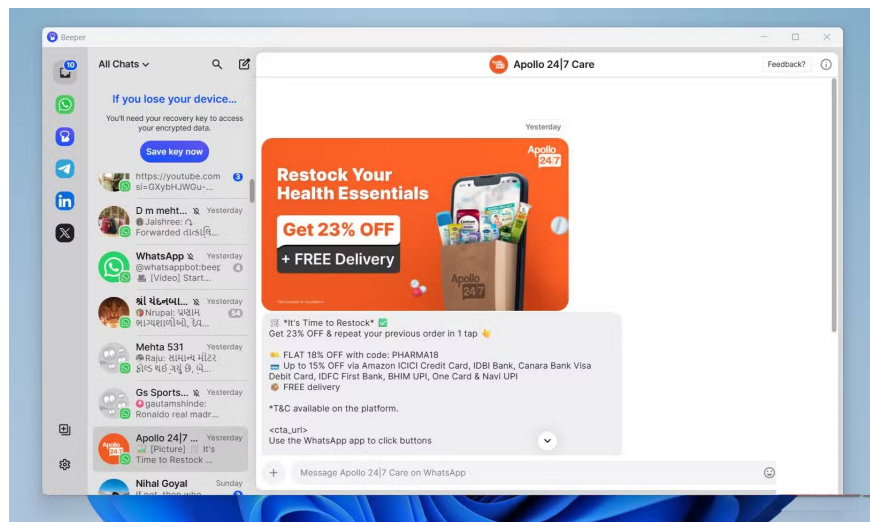 Beeper
10
All Chats
Apollo 24|7 Care
Feedback?
If you lose your device...
You'll need your recovery key to access
your encrypted data.
Save key now
https://youtube.com 3
si=GXybHJWGu-...
D m meht... Yesterday
Jaishree:
Forwarded
WhatsApp Yesterday
@whatsappbot:beep 4
[Video] Start...
શ્રી Yesterday
Nrupal: પ્રણામ 54
ભાગ્યશાળીઓ,
Mehta 531 Yesterday
Raju: સામાન્ય મીટર
Gs Sports... Yesterday
gautamshinde:
Ronaldo real madr...
Apollo 24|7 ... Yesterday
[Picture] It's
Time to Restock ...
Nihal Goyal Sunday
If not, then who
Yesterday
Apollo
24|7
Restock Your
Health Essentials
Get 23% OFF
+ FREE Delivery
Apollo
24|7
*It's Time to Restock* ✅
Get 23% OFF & repeat your previous order in 1 tap
FLAT 18% OFF with code: PHARMA18
Up to 15% OFF via Amazon ICICI Credit Card, IDBI Bank, Canara Bank Visa
Debit Card, IDFC First Bank, BHIM UPI, One Card & Navi UPI
FREE delivery
*T&C available on the platform.
<cta_url>
Use the WhatsApp app to click buttons
Message Apollo 24|7 Care on WhatsApp